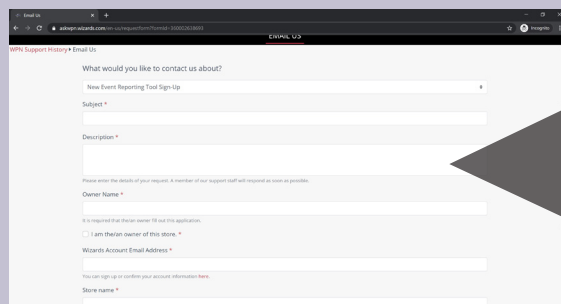 Email Us
askwpn.wizards.com/en-us/requestform?formid=
Incognito
EMAIL US
WPN Support History • Email Us
What would you like to contact us about?
New Event Reporting Tool Sign-Up
Subject *
Description *
Please enter the details of your request. A member of our support staff will respond as soon as possible.
Owner Name *
It is required that the/an owner fill out this application.
I am the/an owner of this store. *
Wizards Account Email Address *
You can sign up or confirm your account information here.
Store name *